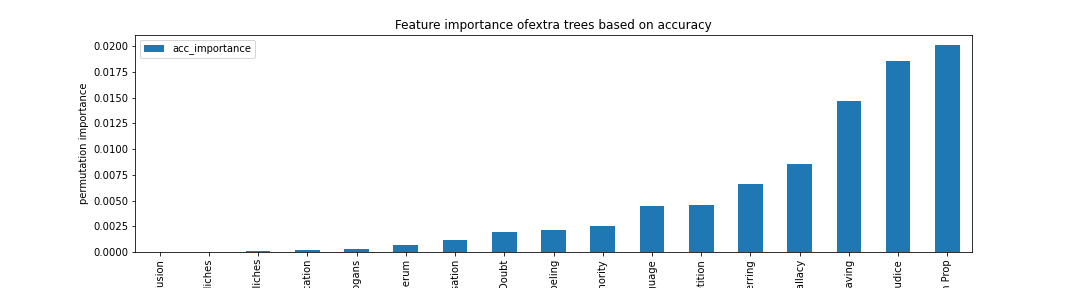 Feature importance ofextra trees based on accuracy
acc_importance
permutation importance
0.0200
0.0175
0.0150
0.0125
0.0100
0.0075
0.0050
0.0025
0.0000
usion
liches
liches
ation
ogans
erum
sation
Doubt
beling
hority
guage
tition
erring
allacy
aving
udice
n Prop